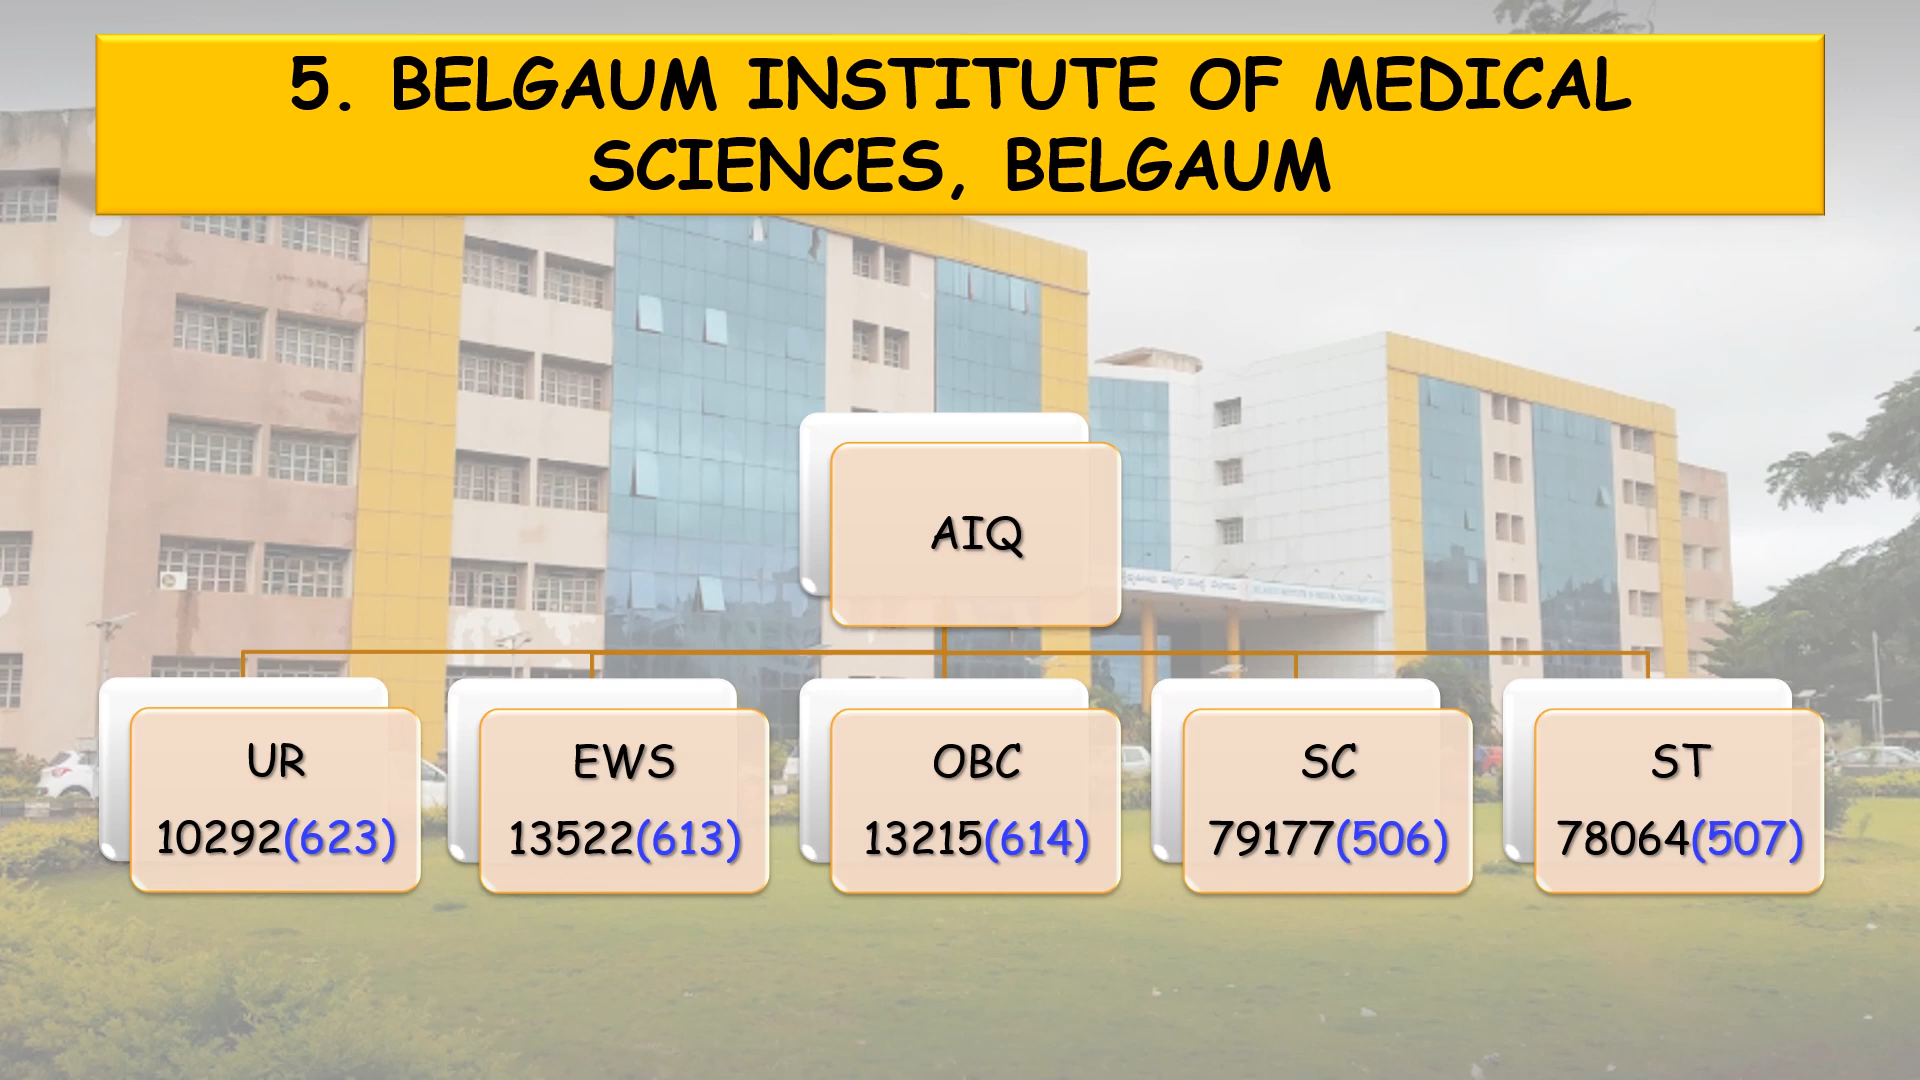 5. BELGAUM INSTITUTE OF MEDICAL
SCIENCES, BELGAUM
AIQ
UR
10292(623)
EWS
13522(613)
OBC
13215(614)
SC
79177(506)
ST
78064(507)